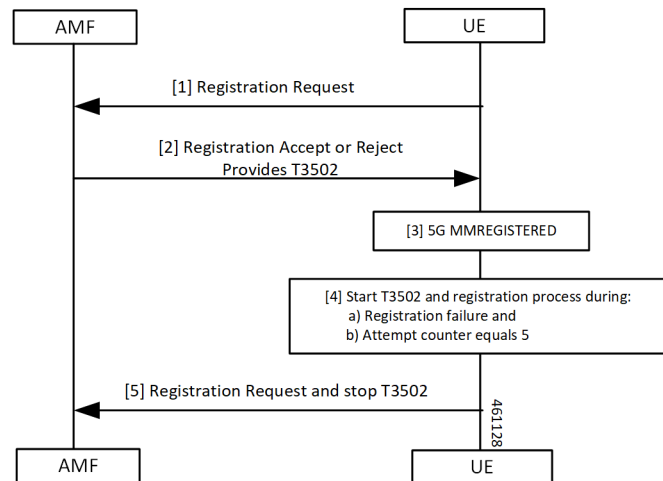 AMF
UE
[1] Registration Request
[2] Registration Accept or Reject
Provides T3502
[3] 5G MMREGISTERED
[4] Start T3502 and registration process during:
a) Registration failure and
b) Attempt counter equals 5
[5] Registration Request and stop T3502
461128
AMF
UE